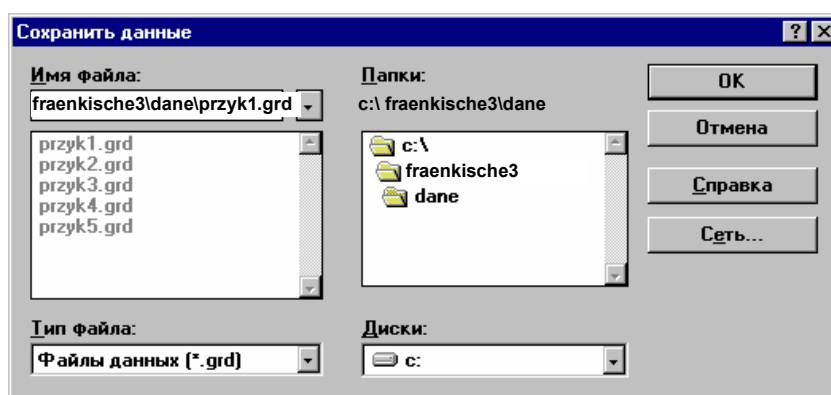 Сохранить данные
Имя файла:
fraenkische3\dane\przyk1.grd
przyk1.grd
przyk2.grd
przyk3.grd
przyk4.grd
przyk5.grd
Тип файла:
Файлы данных (*.grd)
Папки:
c:\ fraenkische3\dane
c:\
fraenkische3
dane
Диски:
c:
OK
Отмена
Справка
Сеть...